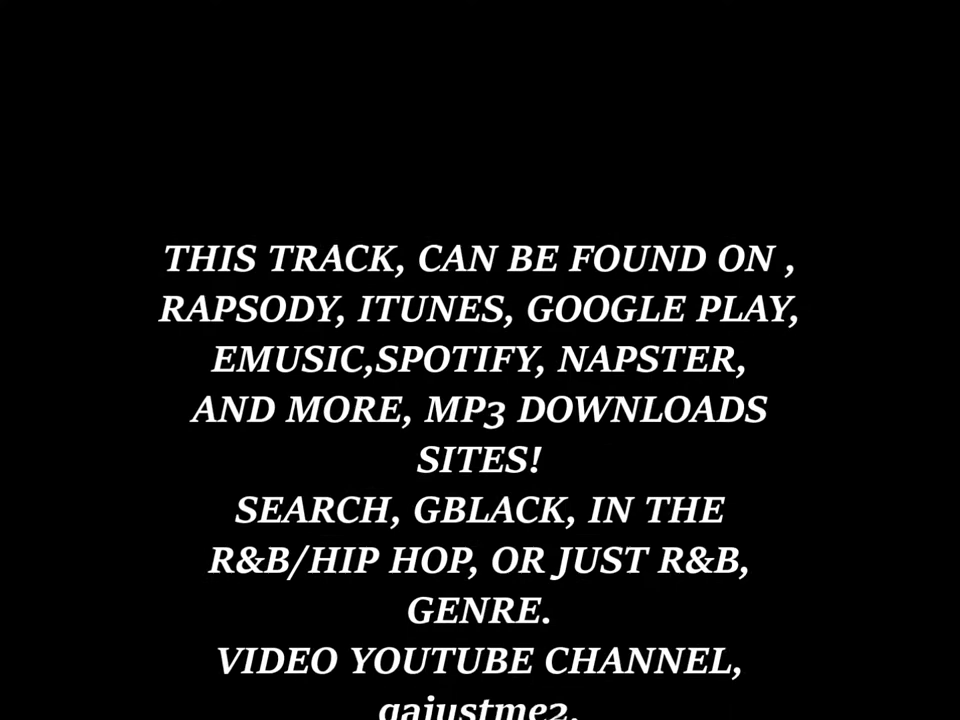 THIS TRACK, CAN BE FOUND ON ,
RAPSODY, ITUNES, GOOGLE PLAY,
EMUSIC,SPOTIFY, NAPSTER,
AND MORE, MP3 DOWNLOADS
SITES!
SEARCH, GBLACK, IN THE
R&B/HIP HOP, OR JUST R&B,
GENRE.
VIDEO YOUTUBE CHANNEL,